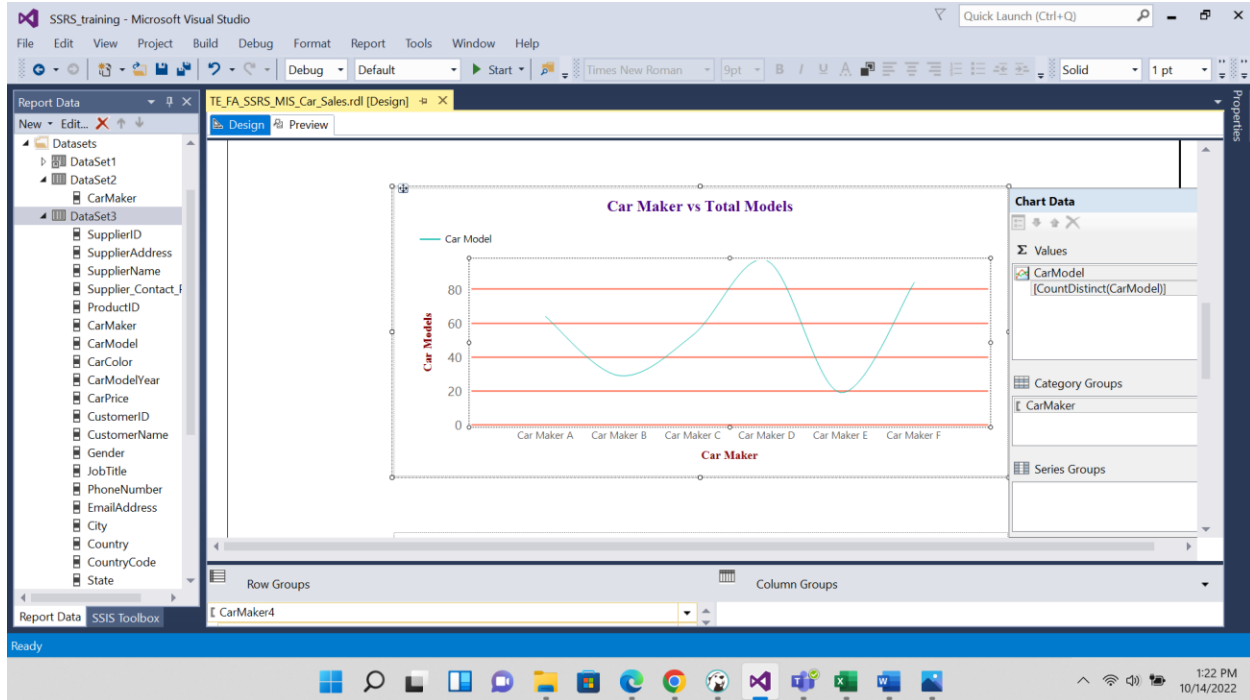 SSRS_training - Microsoft Visual Studio
Quick Launch (Ctrl+Q)
File Edit View Project Build Debug Format Report Tools Window Help
Debug Default Start Times New Roman 9pt B I U A Solid 1 pt
Report Data
TE_FA_SSRS_MIS_Car_Sales.rdl [Design]
Properties
New Edit...
Design Preview
Datasets
DataSet1
DataSet2
CarMaker
DataSet3
SupplierID
SupplierAddress
SupplierName
Supplier_Contact_
ProductID
CarMaker
CarModel
CarColor
CarModelYear
CarPrice
CustomerID
CustomerName
Gender
JobTitle
PhoneNumber
EmailAddress
City
Country
CountryCode
State
Report Data SSIS Toolbox
Car Maker vs Total Models
Car Model
Car Models
80
60
40
20
0
Car Maker A Car Maker B Car Maker C Car Maker D Car Maker E Car Maker F
Car Maker
Chart Data
Σ Values
CarModel
[CountDistinct(CarModel)]
Category Groups
CarMaker
Series Groups
Row Groups
Column Groups
CarMaker4
Ready
1:22 PM
10/14/2022